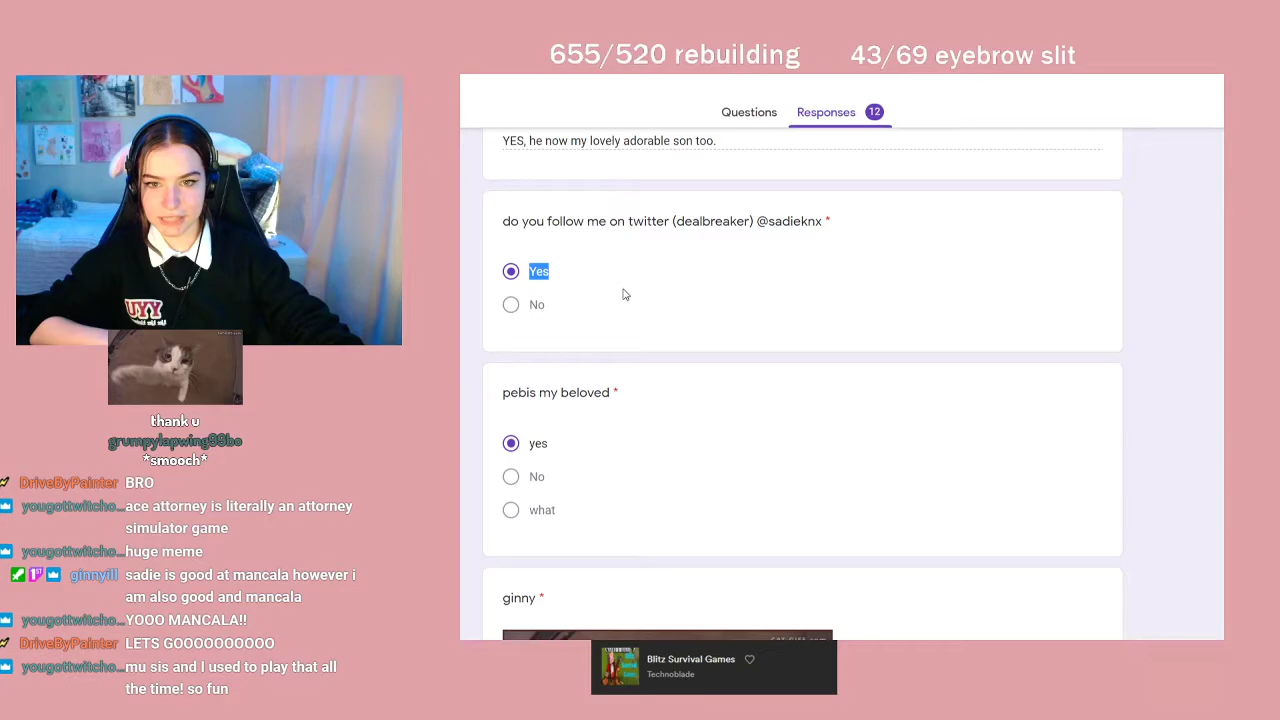 655/520 rebuilding
43/69 eyebrow slit
Questions
Responses
12
YES, he now my lovely adorable son too.
do you follow me on twitter (dealbreaker) @sadieknx *
Yes
No
pebis my beloved *
yes
No
what
ginny *
Blitz Survival Games
Technoblade
UYY
thank u
grumpylapwing93bo
*smooch*
DriveByPainter BRO
yougottwitcho... ace attorney is literally an attorney
simulator game
yougottwitcho... huge meme
ginnyill sadie is good at mancala however i
am also good and mancala
yougottwitcho... YOOO MANCALA!!
DriveByPainter LETS GOOOOOOOOOO
yougottwitcho... mu sis and I used to play that all
the time! so fun